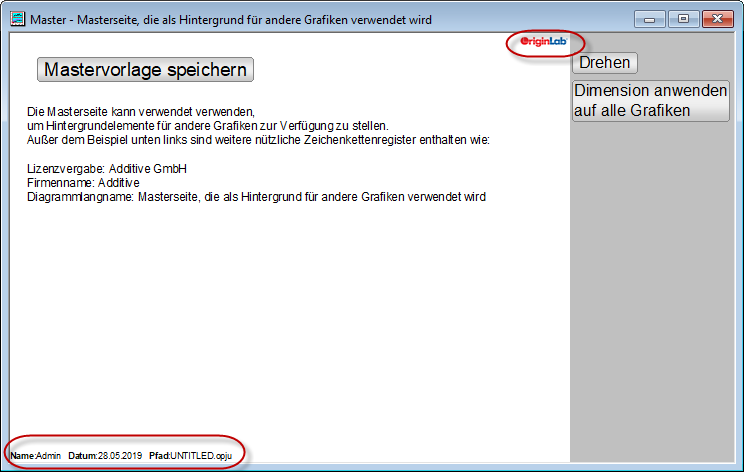 Master - Masterseite, die als Hintergrund für andere Grafiken verwendet wird
OriginLab
Mastervorlage speichern
Drehen
Dimension anwenden
auf alle Grafiken
Die Masterseite kann verwendet verwenden,
um Hintergrundelemente für andere Grafiken zur Verfügung zu stellen.
Außer dem Beispiel unten links sind weitere nützliche Zeichenkettenregister enthalten wie:
Lizenzvergabe: Additive GmbH
Firmenname: Additive
Diagrammlangname: Masterseite, die als Hintergrund für andere Grafiken verwendet wird
Name:Admin Datum:28.05.2019 Pfad:UNTITLED.opju